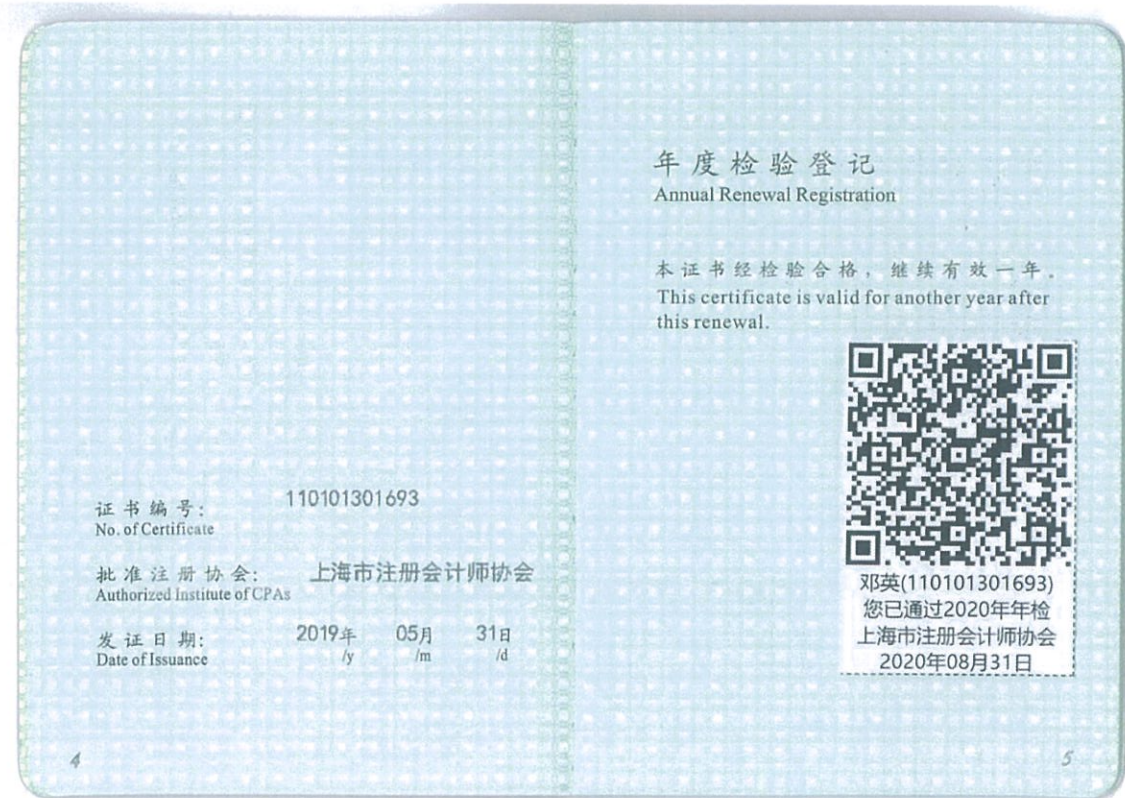 证书编号:
No. of Certificate
110101301693
批准注册协会:
Authorized Institute of CPAs
上海市注册会计师协会
发证日期:
Date of Issuance
2019年 05月 31日
/y /m /d
4
年度检验登记
Annual Renewal Registration
本证书经检验合格，继续有效一年。
This certificate is valid for another year after
this renewal.
邓英(110101301693)
您已通过2020年年检
上海市注册会计师协会
2020年08月31日
5